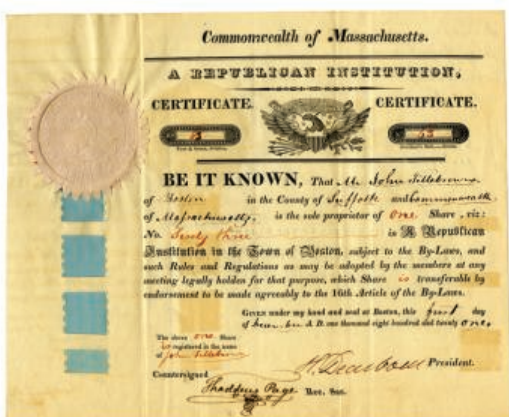 Commonwealth of Massachusetts.
A REPUBLICAN INSTITUTION,
CERTIFICATE. CERTIFICATE.
53
BE IT KNOWN, That Mr John
of Boston in the County of Suffolk and Commonwealth
of Massachusetts, is the sole proprietor of One Share, viz:
No. three is A Republican
Institution in the Town of Boston, subject to the By-Laws, and
such Rules and Regulations as may be adopted by the members at any
meeting legally holden for that purpose, which Share is transferable by
endorsement to be made agreeably to the 16th Article of the By-Laws.
GIVEN under my hand and seal at Boston, this first day
of A. D. one thousand eight hundred and twenty one
The above one Share
is registered in the name
of John
H. Dearborn President.
Countersigned
Thaddeus Page Rec. Sec.